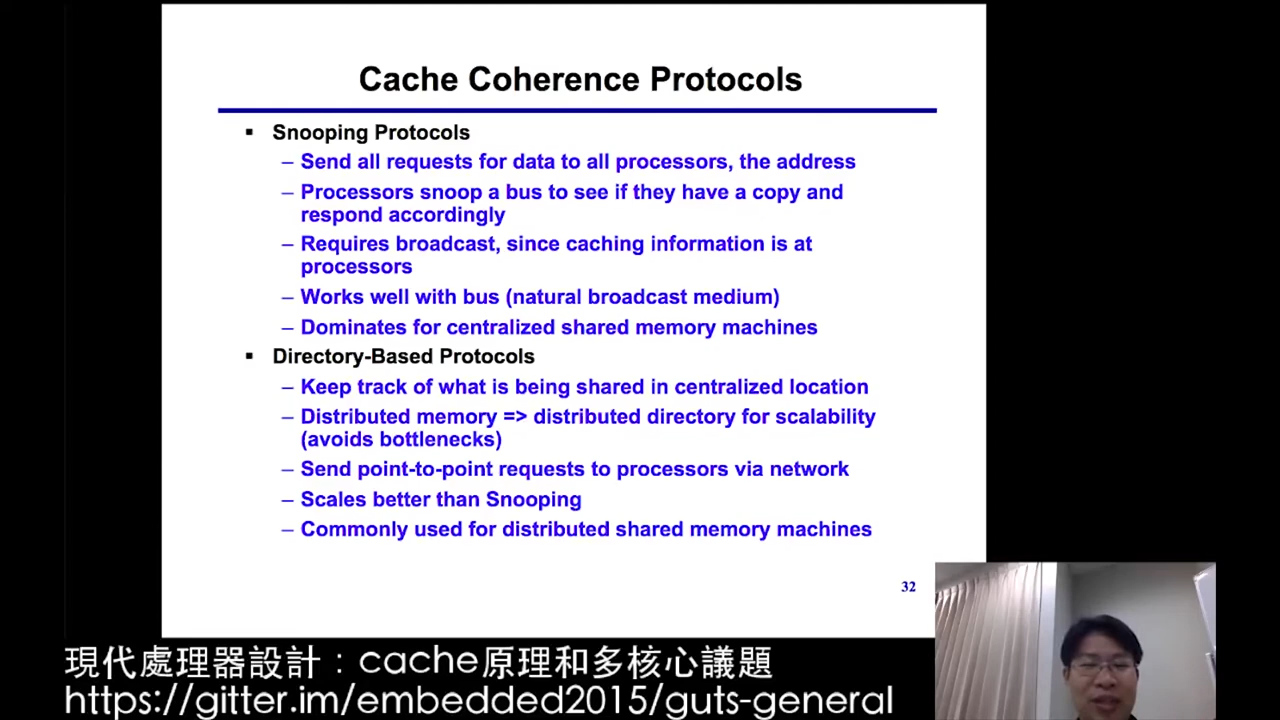 Cache Coherence Protocols
▪ Snooping Protocols
– Send all requests for data to all processors, the address
– Processors snoop a bus to see if they have a copy and
respond accordingly
– Requires broadcast, since caching information is at
processors
– Works well with bus (natural broadcast medium)
– Dominates for centralized shared memory machines
▪ Directory-Based Protocols
– Keep track of what is being shared in centralized location
– Distributed memory => distributed directory for scalability
(avoids bottlenecks)
– Send point-to-point requests to processors via network
– Scales better than Snooping
– Commonly used for distributed shared memory machines
32
現代處理器設計：cache原理和多核心議題
https://gitter.im/embedded2015/guts-general